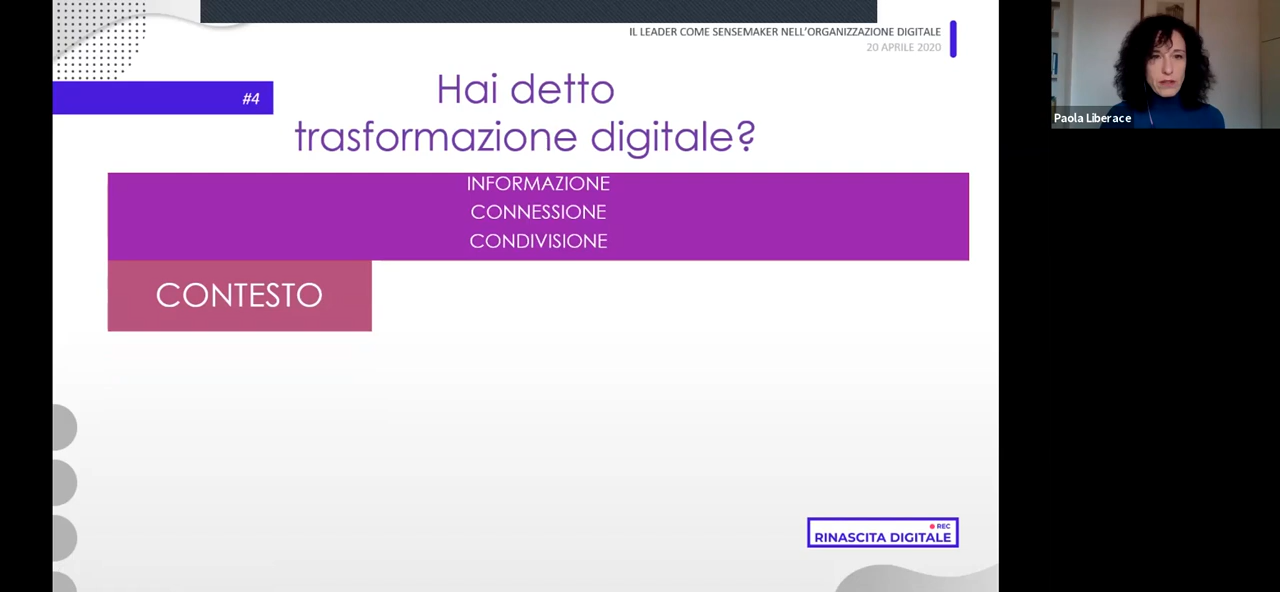 IL LEADER COME SENSEMAKER NELL'ORGANIZZAZIONE DIGITALE
20 APRILE 2020
#4
Hai detto
trasformazione digitale?
INFORMAZIONE
CONNESSIONE
CONDIVISIONE
CONTESTO
REC
RINASCITA DIGITALE
Paola Liberace